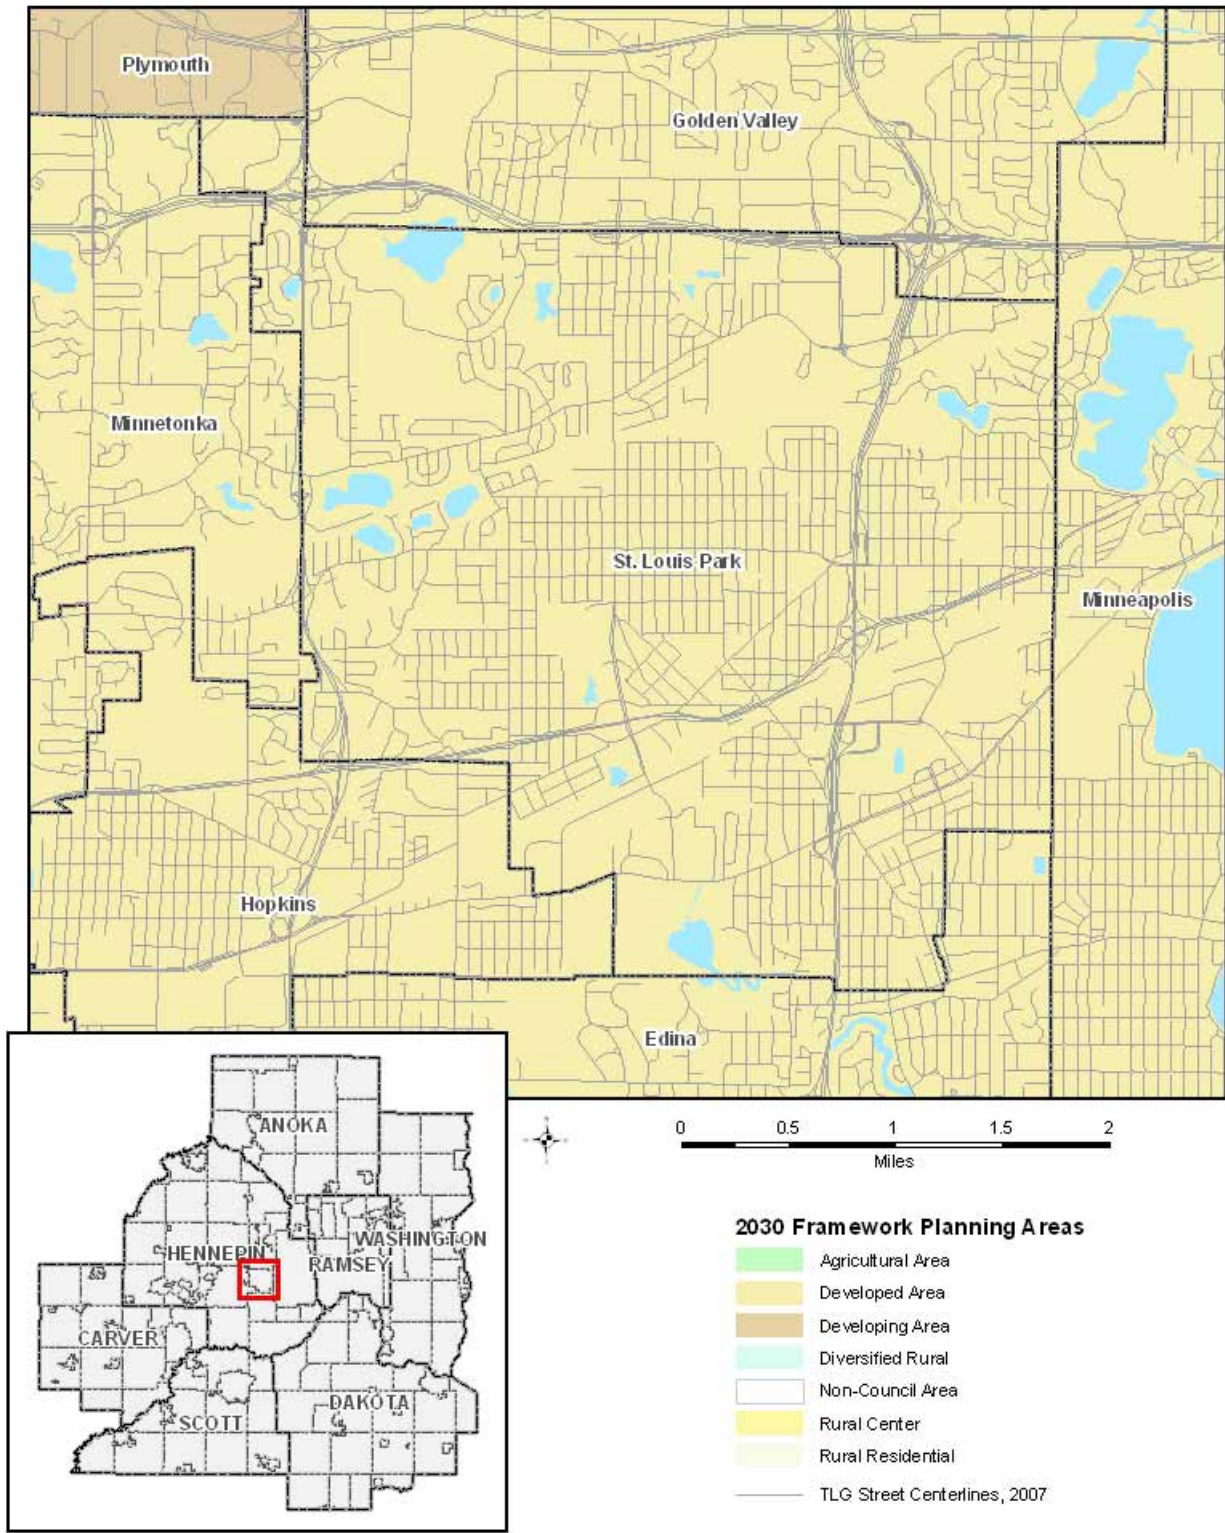 Plymouth
Golden Valley
Minnetonka
St. Louis Park
Minneapolis
Hopkins
Edina
ANOKA
WASHINGTON
HENNEPIN
RAMSEY
CARVER
DAKOTA
SCOTT
0 0.5 1 1.5 2
Miles
2030 Framework Planning Areas
Agricultural Area
Developed Area
Developing Area
Diversified Rural
Non-Council Area
Rural Center
Rural Residential
TLG Street Centerlines, 2007